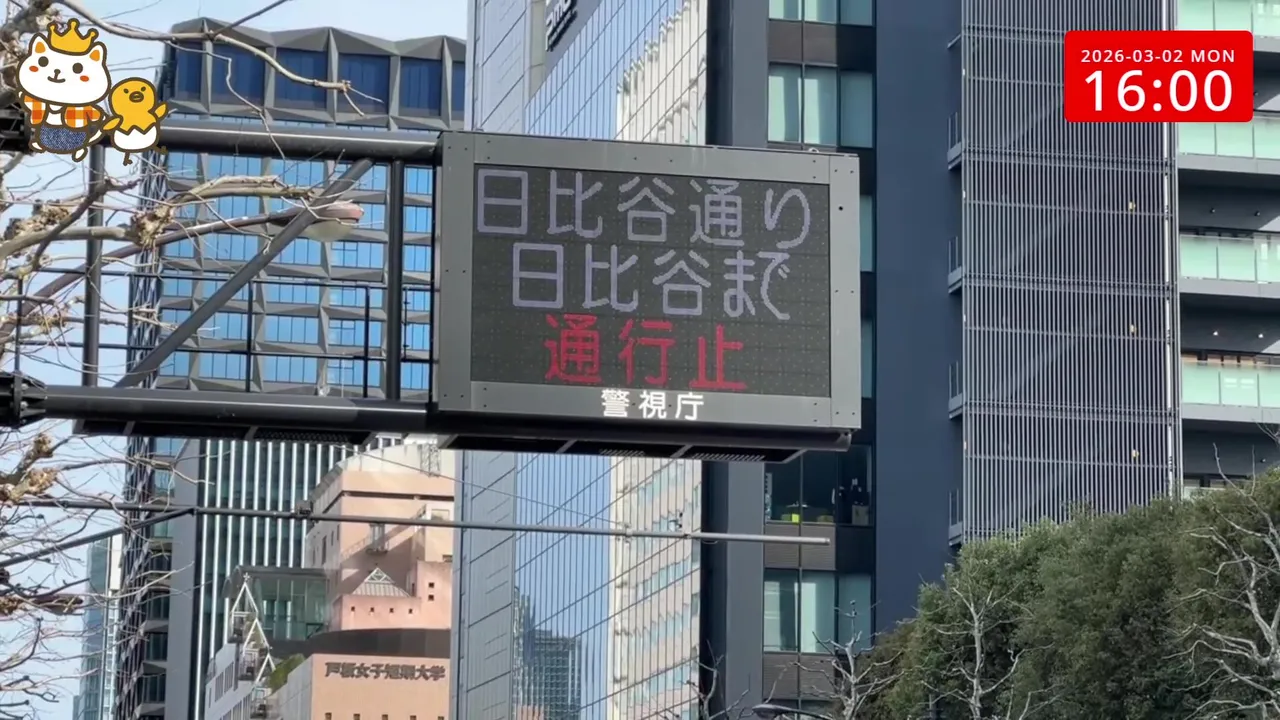 2026-03-02 MON
16:00
日比谷通り
日比谷まで
通行止
警視庁
戸板女子短期大学